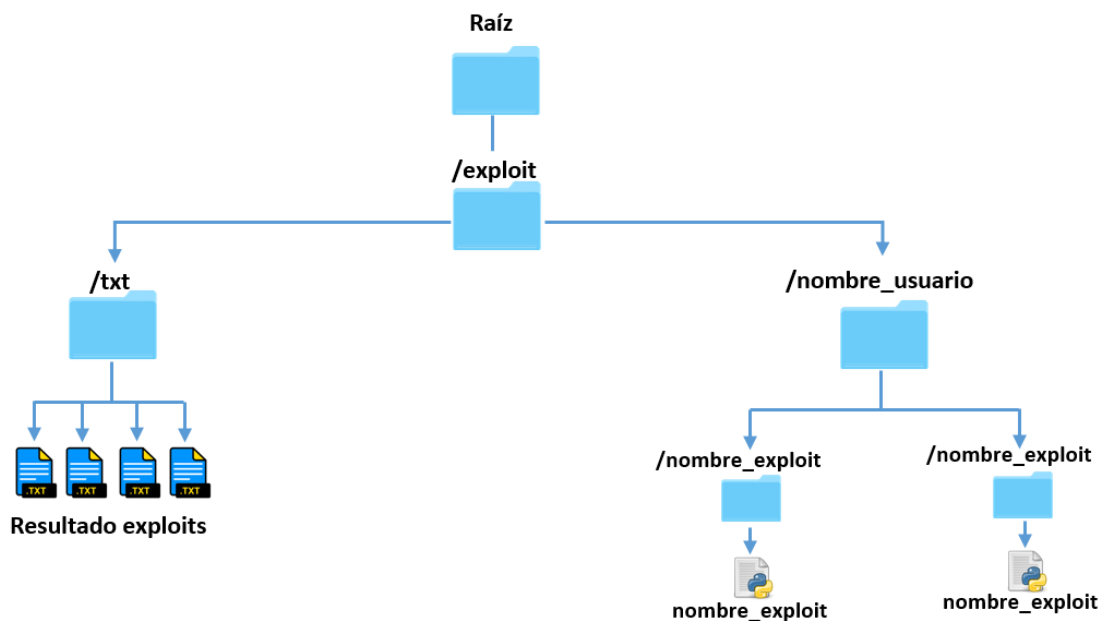 Raíz
/exploit
/txt
/nombre_usuario
/nombre_exploit
/nombre_exploit
.TXT
.TXT
.TXT
.TXT
Resultado exploits
nombre_exploit
nombre_exploit